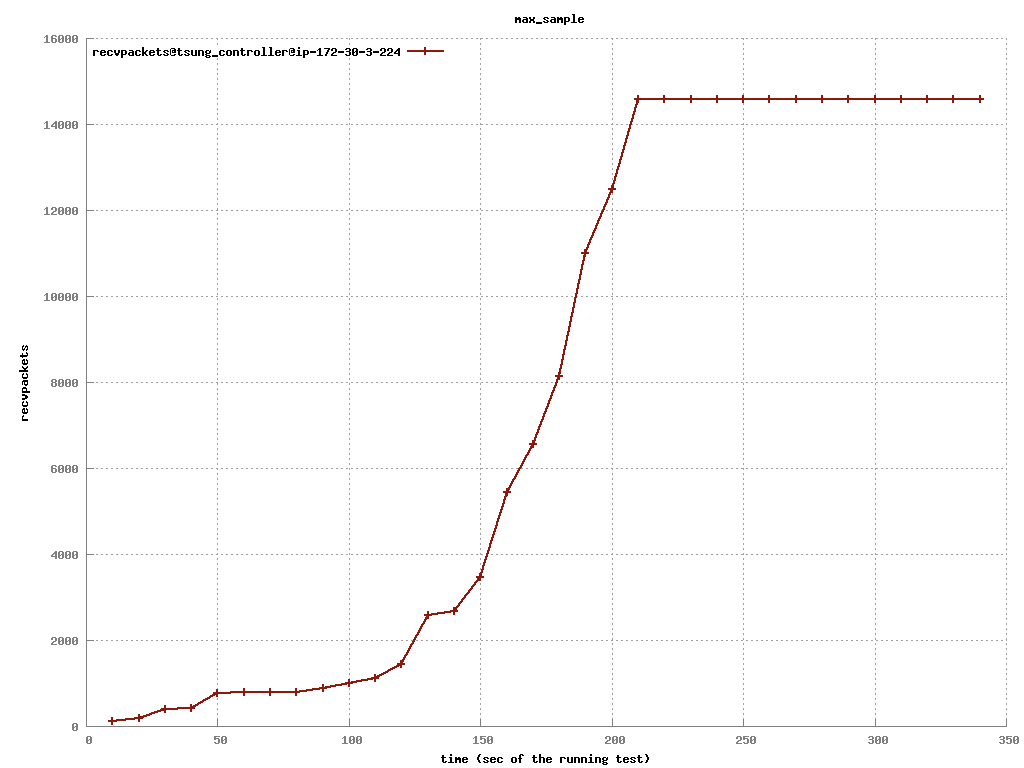 max_sample
16000
recvpackets@tsung_controller@ip-172-30-3-224
14000
12000
10000
8000
6000
4000
2000
0
recvpackets
0 50 100 150 200 250 300 350
time (sec of the running test)